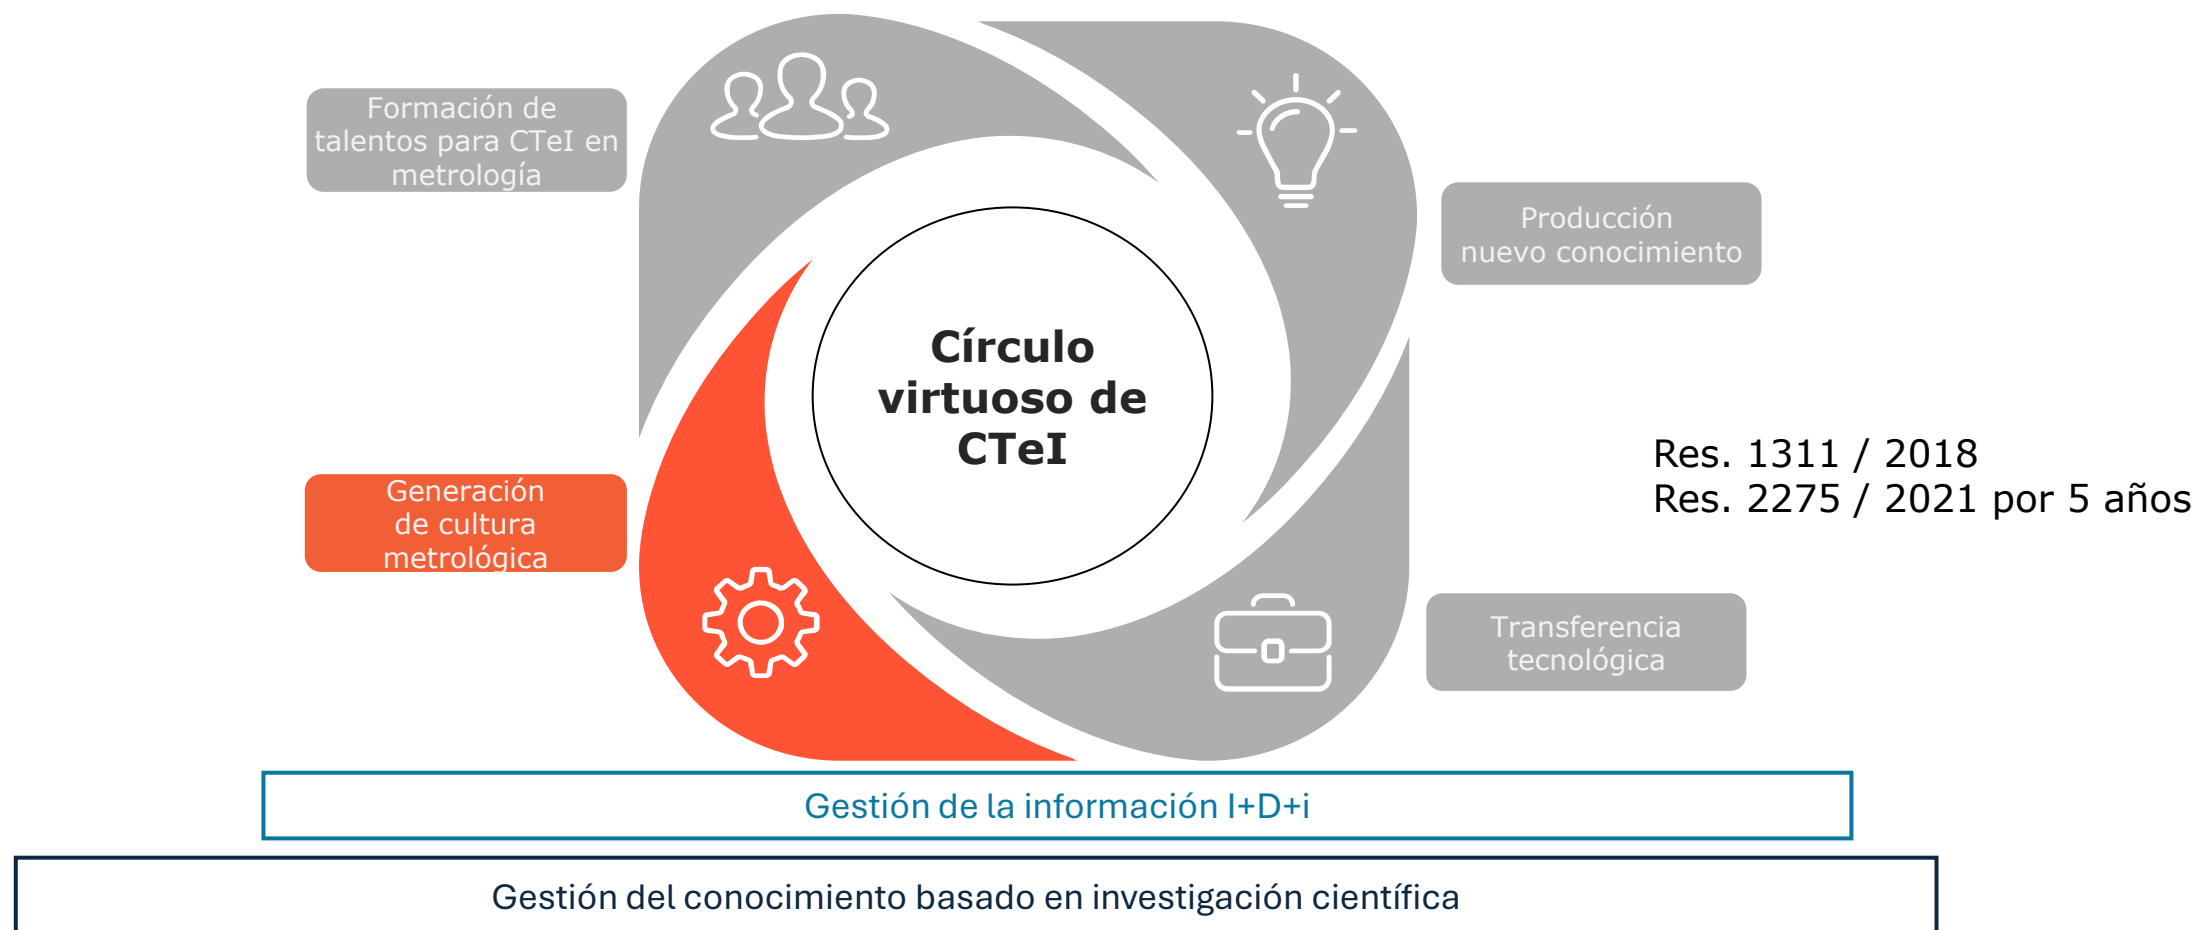 Formación de
talentos para CTeI en
metrología
Producción
nuevo conocimiento
Círculo
virtuoso de
CTeI
Res. 1311 / 2018
Res. 2275 / 2021 por 5 años
Generación
de cultura
metrológica
Transferencia
tecnológica
Gestión de la información I+D+i
Gestión del conocimiento basado en investigación científica